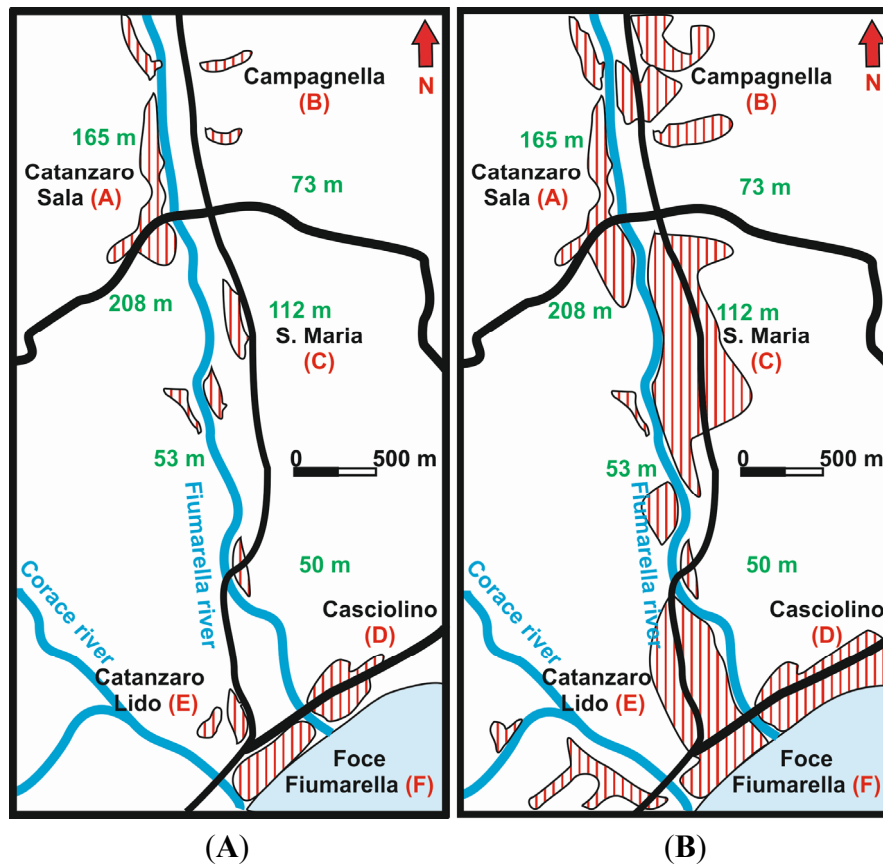 N
Campagnella
(B)
165 m
Catanzaro
Sala (A)
73 m
208 m
112 m
S. Maria
(C)
53 m
0 500 m
Fiumarella river
50 m
Corace river
Casciolino
(D)
Catanzaro
Lido (E)
Foce
Fiumarella (F)
(A)
N
Campagnella
(B)
165 m
Catanzaro
Sala (A)
73 m
208 m
112 m
S. Maria
(C)
53 m
0 500 m
Fiumarella river
50 m
Corace river
Casciolino
(D)
Catanzaro
Lido (E)
Foce
Fiumarella (F)
(B)